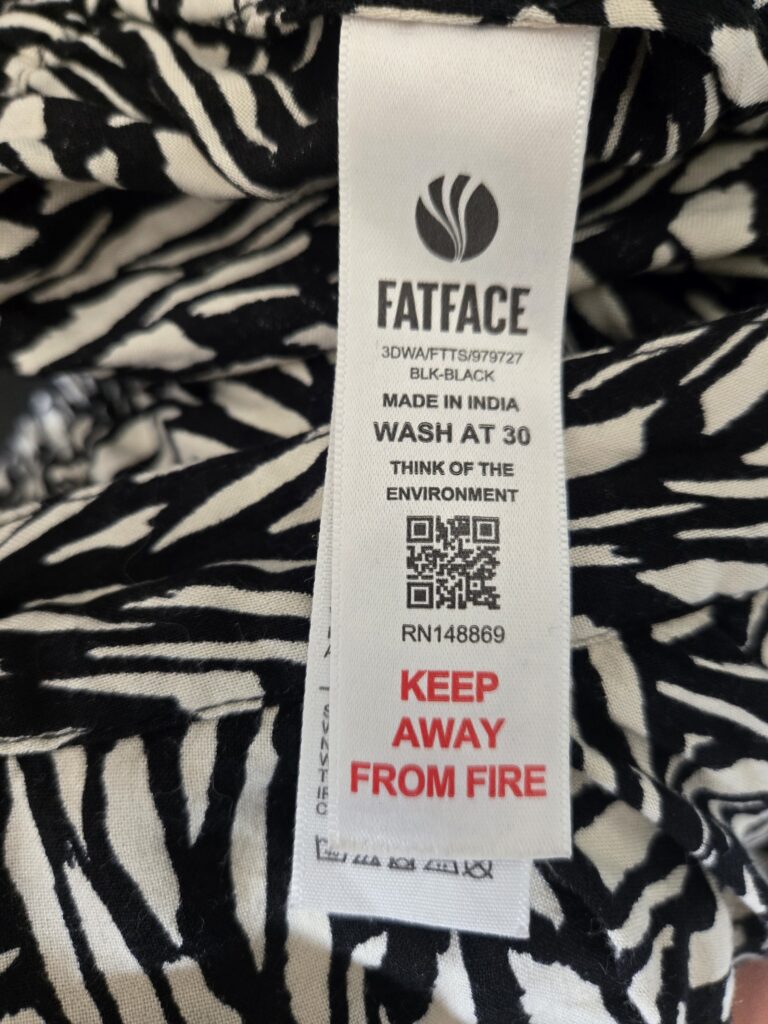 FATFACE
3DWA/FTTS/979727
BLK-BLACK
MADE IN INDIA
WASH AT 30
THINK OF THE
ENVIRONMENT
RN148869
KEEP
AWAY
FROM FIRE